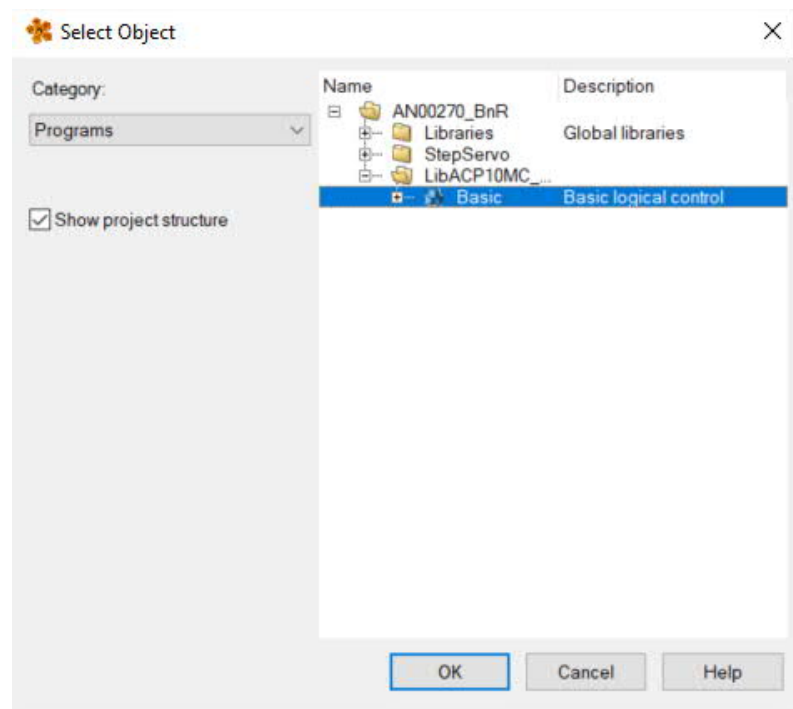 Select Object
Category:
Programs
Show project structure
Name Description
AN00270_BnR
Libraries Global libraries
StepServo
LibACP10MC_...
Basic Basic logical control
OK Cancel Help